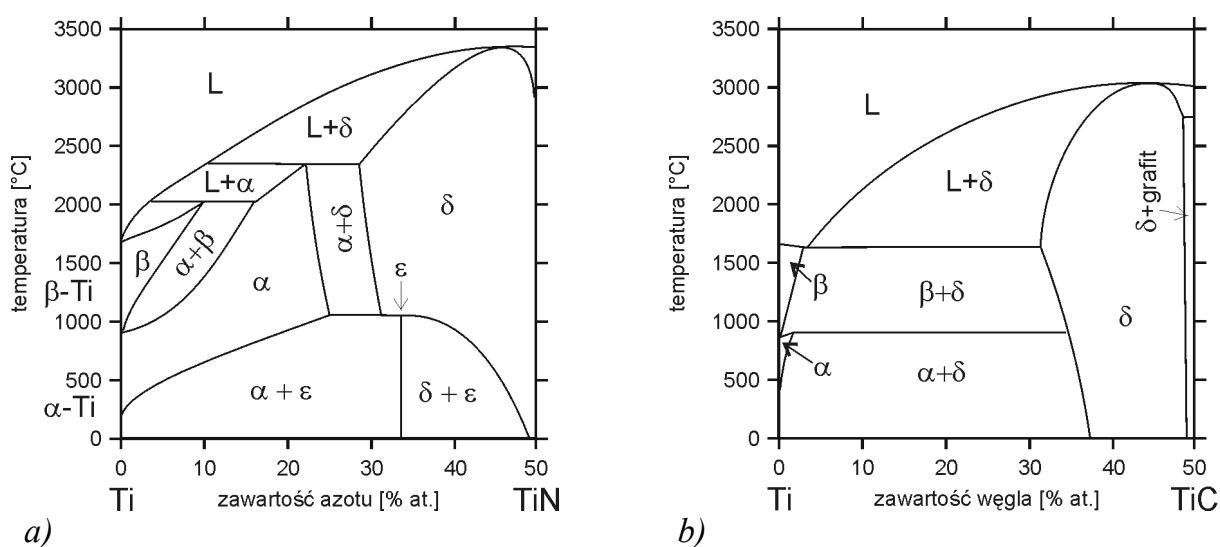 3500
3000
2500
2000
1500
1000
500
0
temperatura [°C]
β-Ti
α-Ti
L
L+δ
L+α
β
α+β
α
α+δ
δ
ε
α + ε
δ + ε
0 10 20 30 40 50
Ti zawartość azotu [% at.] TiN
a)
3500
3000
2500
2000
1500
1000
500
0
temperatura [°C]
L
L+δ
δ+grafit
β
β+δ
δ
α
α+δ
0 10 20 30 40 50
Ti zawartość węgla [% at.] TiC
b)